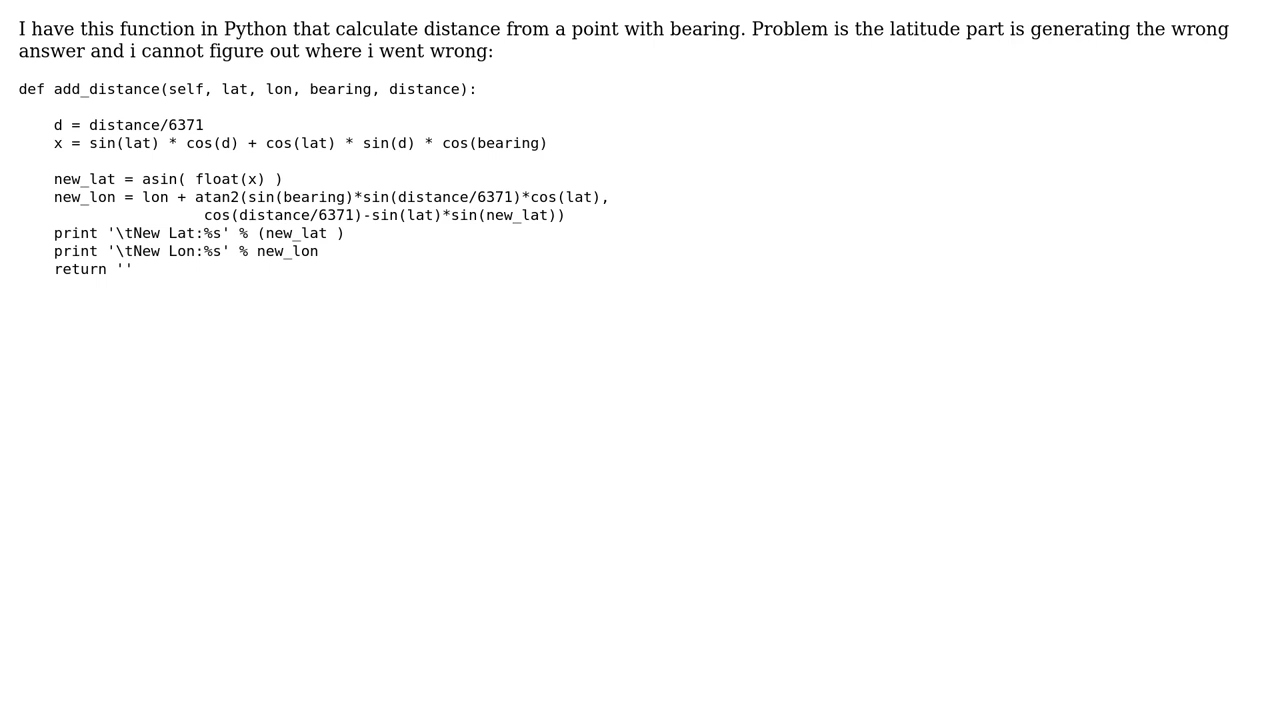 I have this function in Python that calculate distance from a point with bearing. Problem is the latitude part is generating the wrong
answer and i cannot figure out where i went wrong:
def add_distance(self, lat, lon, bearing, distance):
    d = distance/6371
    x = sin(lat) * cos(d) + cos(lat) * sin(d) * cos(bearing)
    new_lat = asin( float(x) )
    new_lon = lon + atan2(sin(bearing)*sin(distance/6371)*cos(lat),
                     cos(distance/6371)-sin(lat)*sin(new_lat))
    print '\tNew Lat:%s' % (new_lat )
    print '\tNew Lon:%s' % new_lon
    return ''